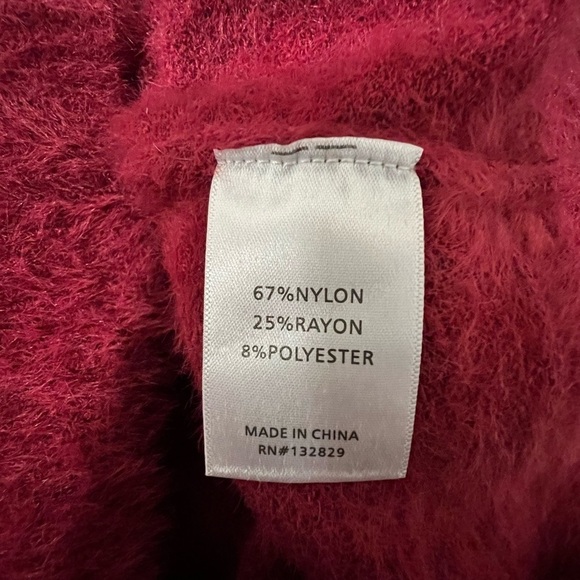 67%NYLON
25%RAYON
8%POLYESTER
MADE IN CHINA
RN#132829